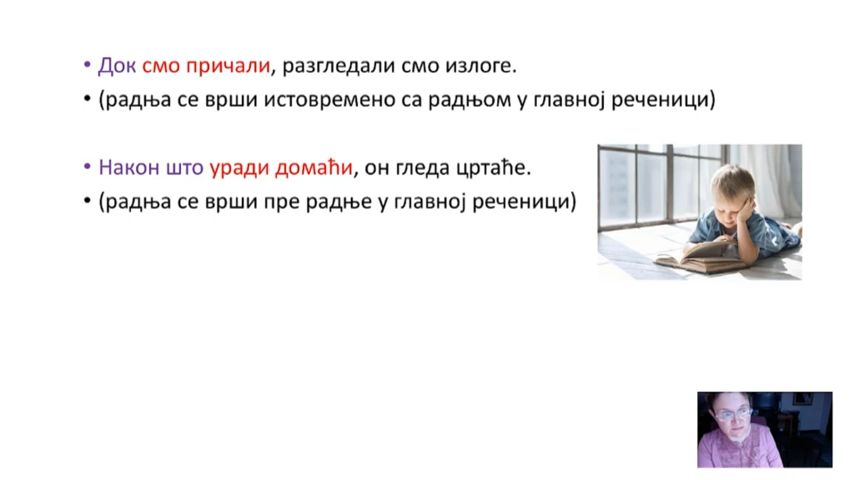 • Док смо причали, разгледали смо излоге.
• (радња се врши истовремено са радњом у главној реченици)
• Након што уради домаћи, он гледа цртаће.
• (радња се врши пре радње у главној реченици)